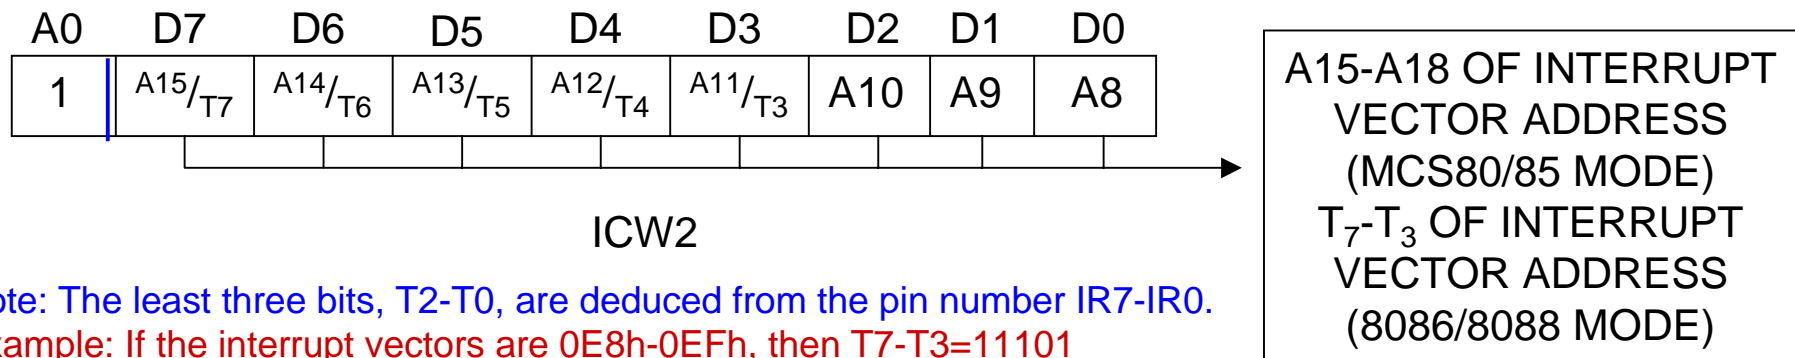 A0 D7 D6 D5 D4 D3 D2 D1 D0
1 A15/T7 A14/T6 A13/T5 A12/T4 A11/T3 A10 A9 A8
ICW2
A15-A18 OF INTERRUPT
VECTOR ADDRESS
(MCS80/85 MODE)
T7-T3 OF INTERRUPT
VECTOR ADDRESS
(8086/8088 MODE)
ote: The least three bits, T2-T0, are deduced from the pin number IR7-IR0.
xample: If the interrupt vectors are 0E8h-0EFh, then T7-T3=11101